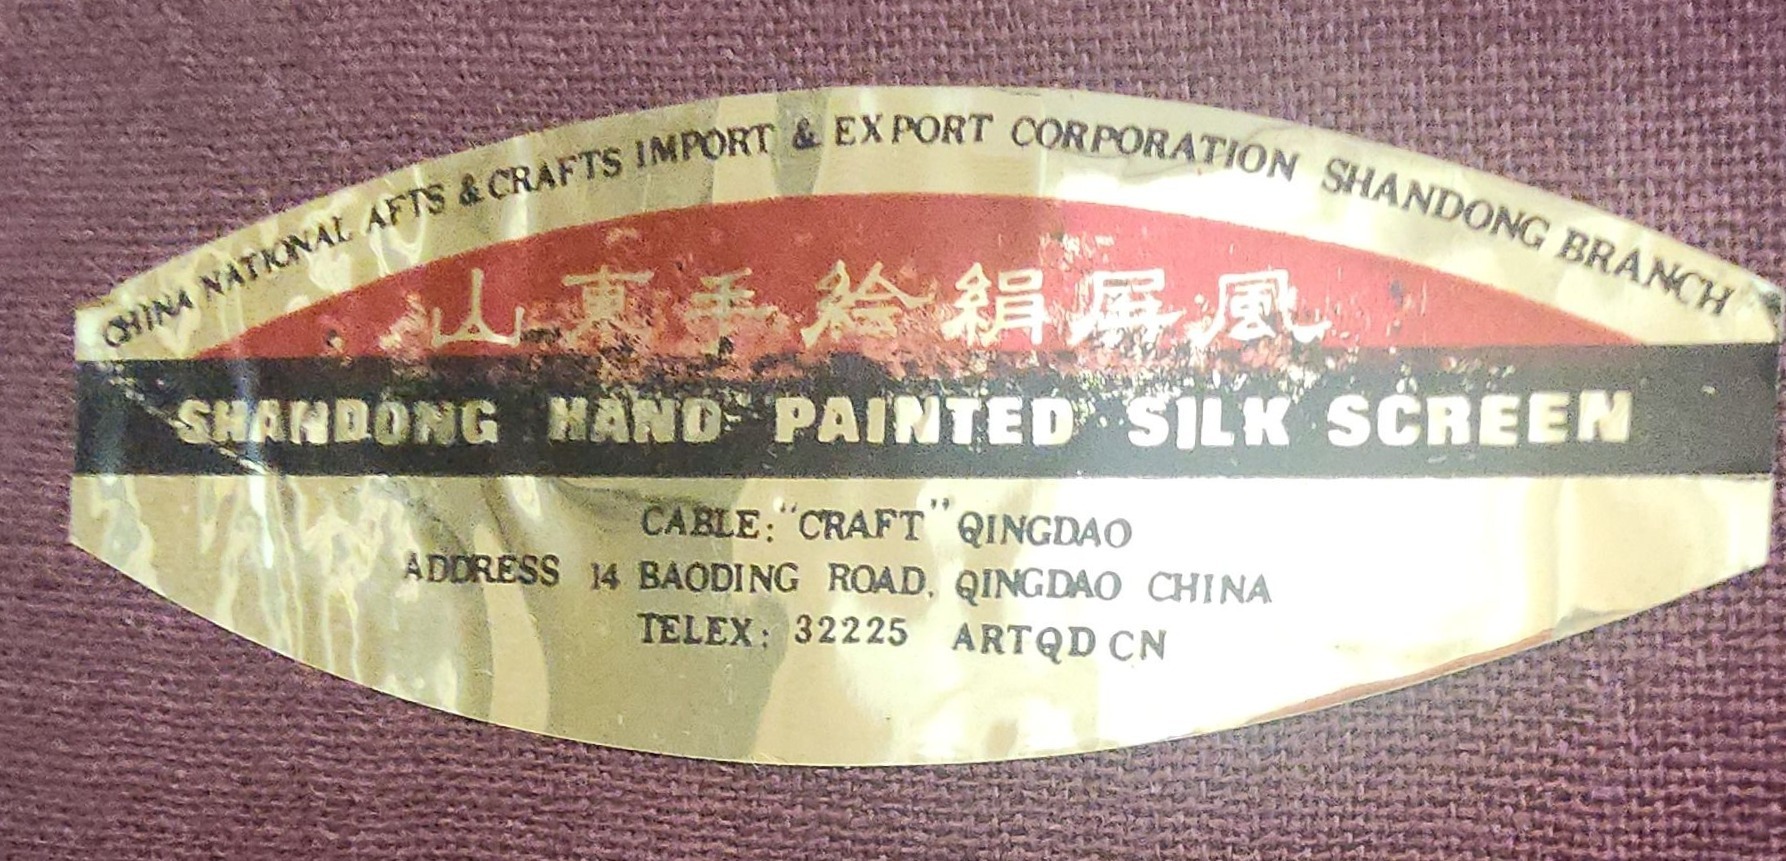 CHINA NATIONAL AFTS & CRAFTS IMPORT & EXPORT CORPORATION SHANDONG BRANCH
山東手絵絹屏風
SHANDONG HAND PAINTED SILK SCREEN
CABLE: "CRAFT" QINGDAO
ADDRESS 14 BAODING ROAD, QINGDAO CHINA
TELEX: 32225 ARTQD CN